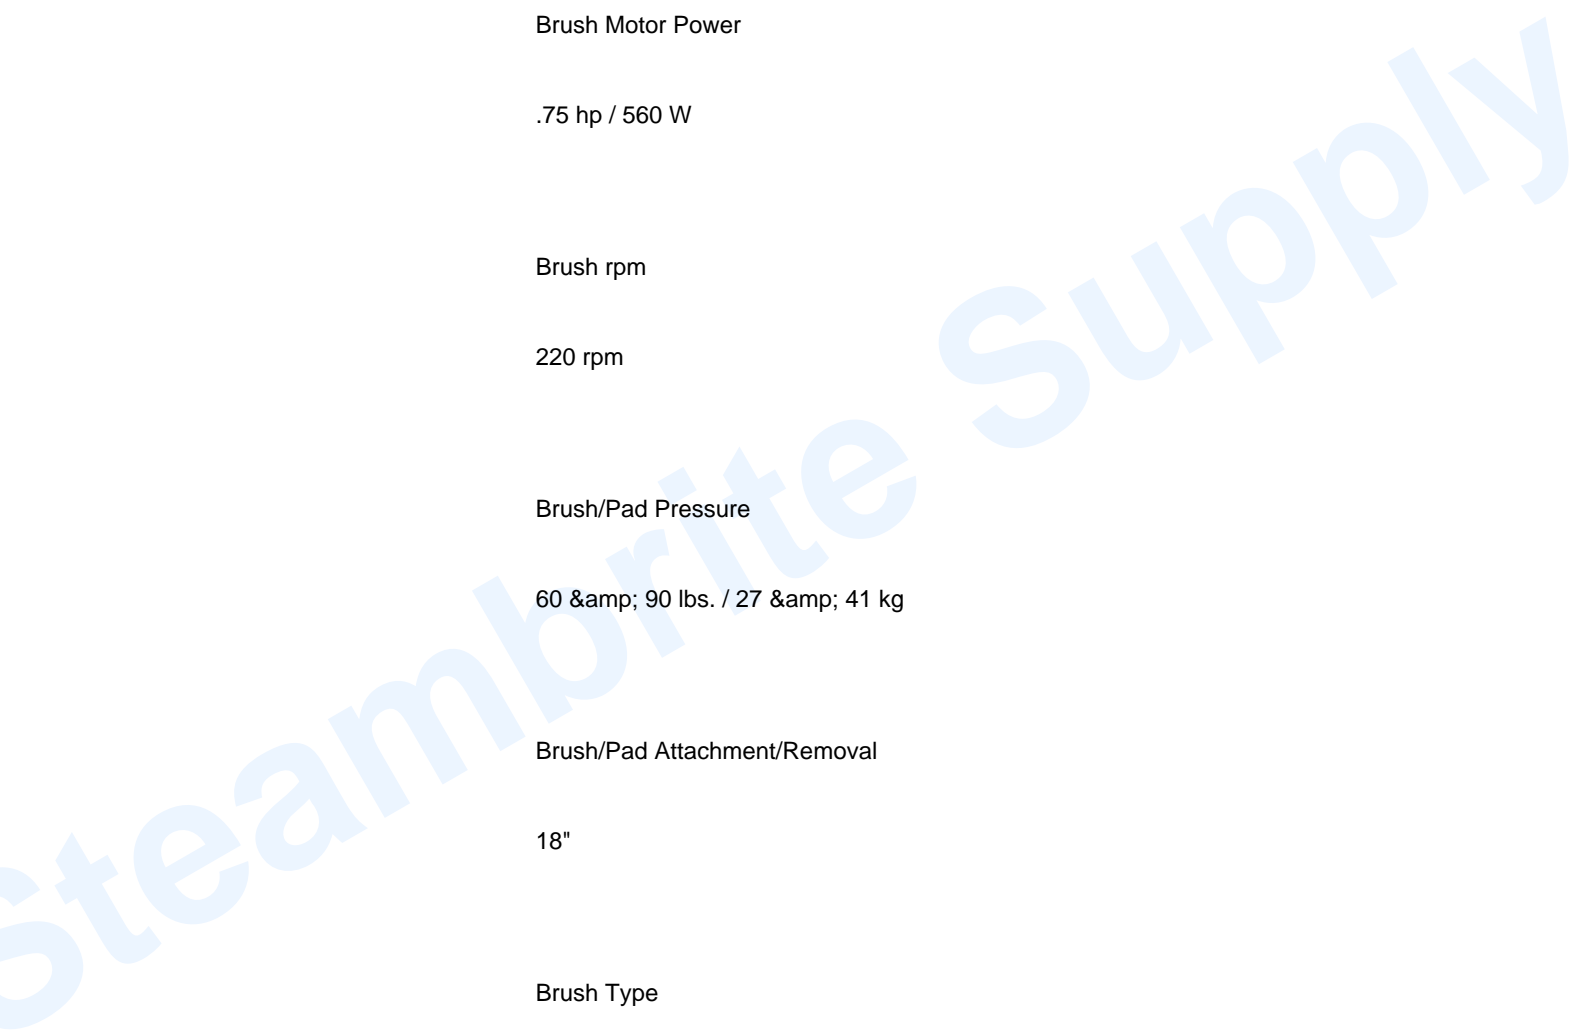 Brush Motor Power
.75 hp / 560 W
Brush rpm
220 rpm
Brush/Pad Pressure
60 &amp; 90 lbs. / 27 &amp; 41 kg
Brush/Pad Attachment/Removal
18"
Brush Type
Steambrite Supply